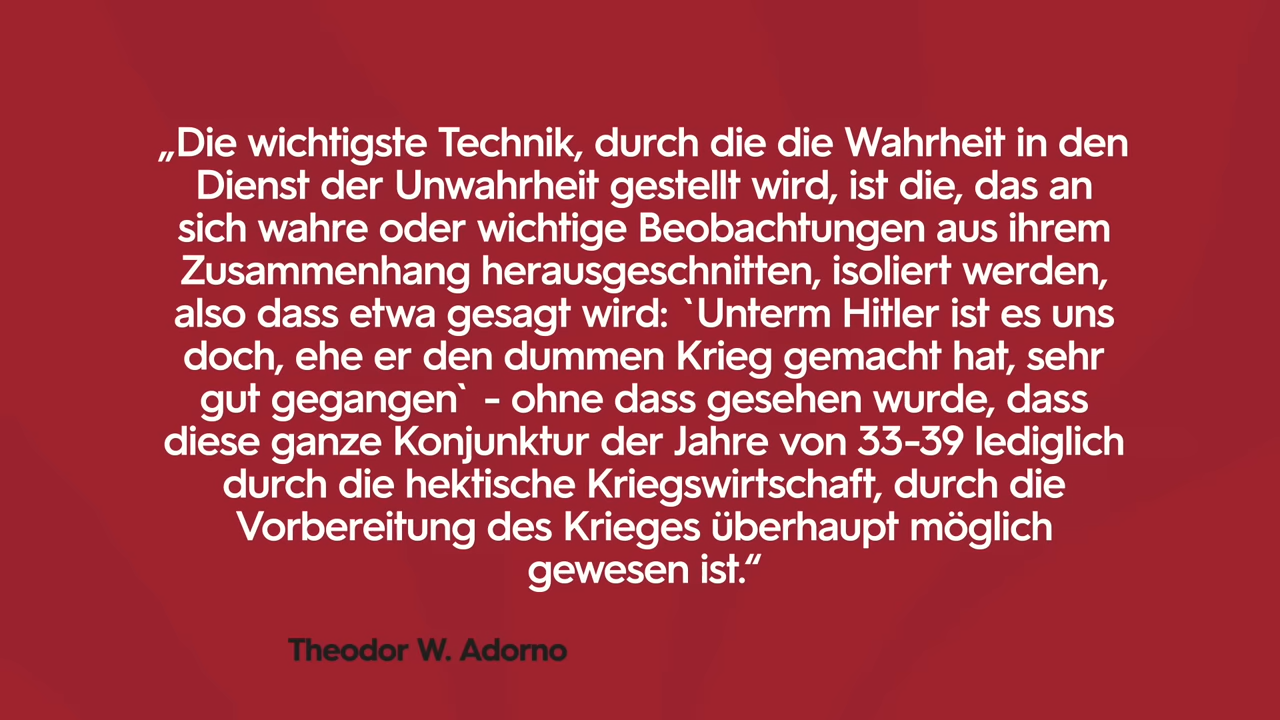 „Die wichtigste Technik, durch die die Wahrheit in den
Dienst der Unwahrheit gestellt wird, ist die, das an
sich wahre oder wichtige Beobachtungen aus ihrem
Zusammenhang herausgeschnitten, isoliert werden,
also dass etwa gesagt wird: `Unterm Hitler ist es uns
doch, ehe er den dummen Krieg gemacht hat, sehr
gut gegangen` - ohne dass gesehen wurde, dass
diese ganze Konjunktur der Jahre von 33-39 lediglich
durch die hektische Kriegswirtschaft, durch die
Vorbereitung des Krieges überhaupt möglich
gewesen ist.“
Theodor W. Adorno